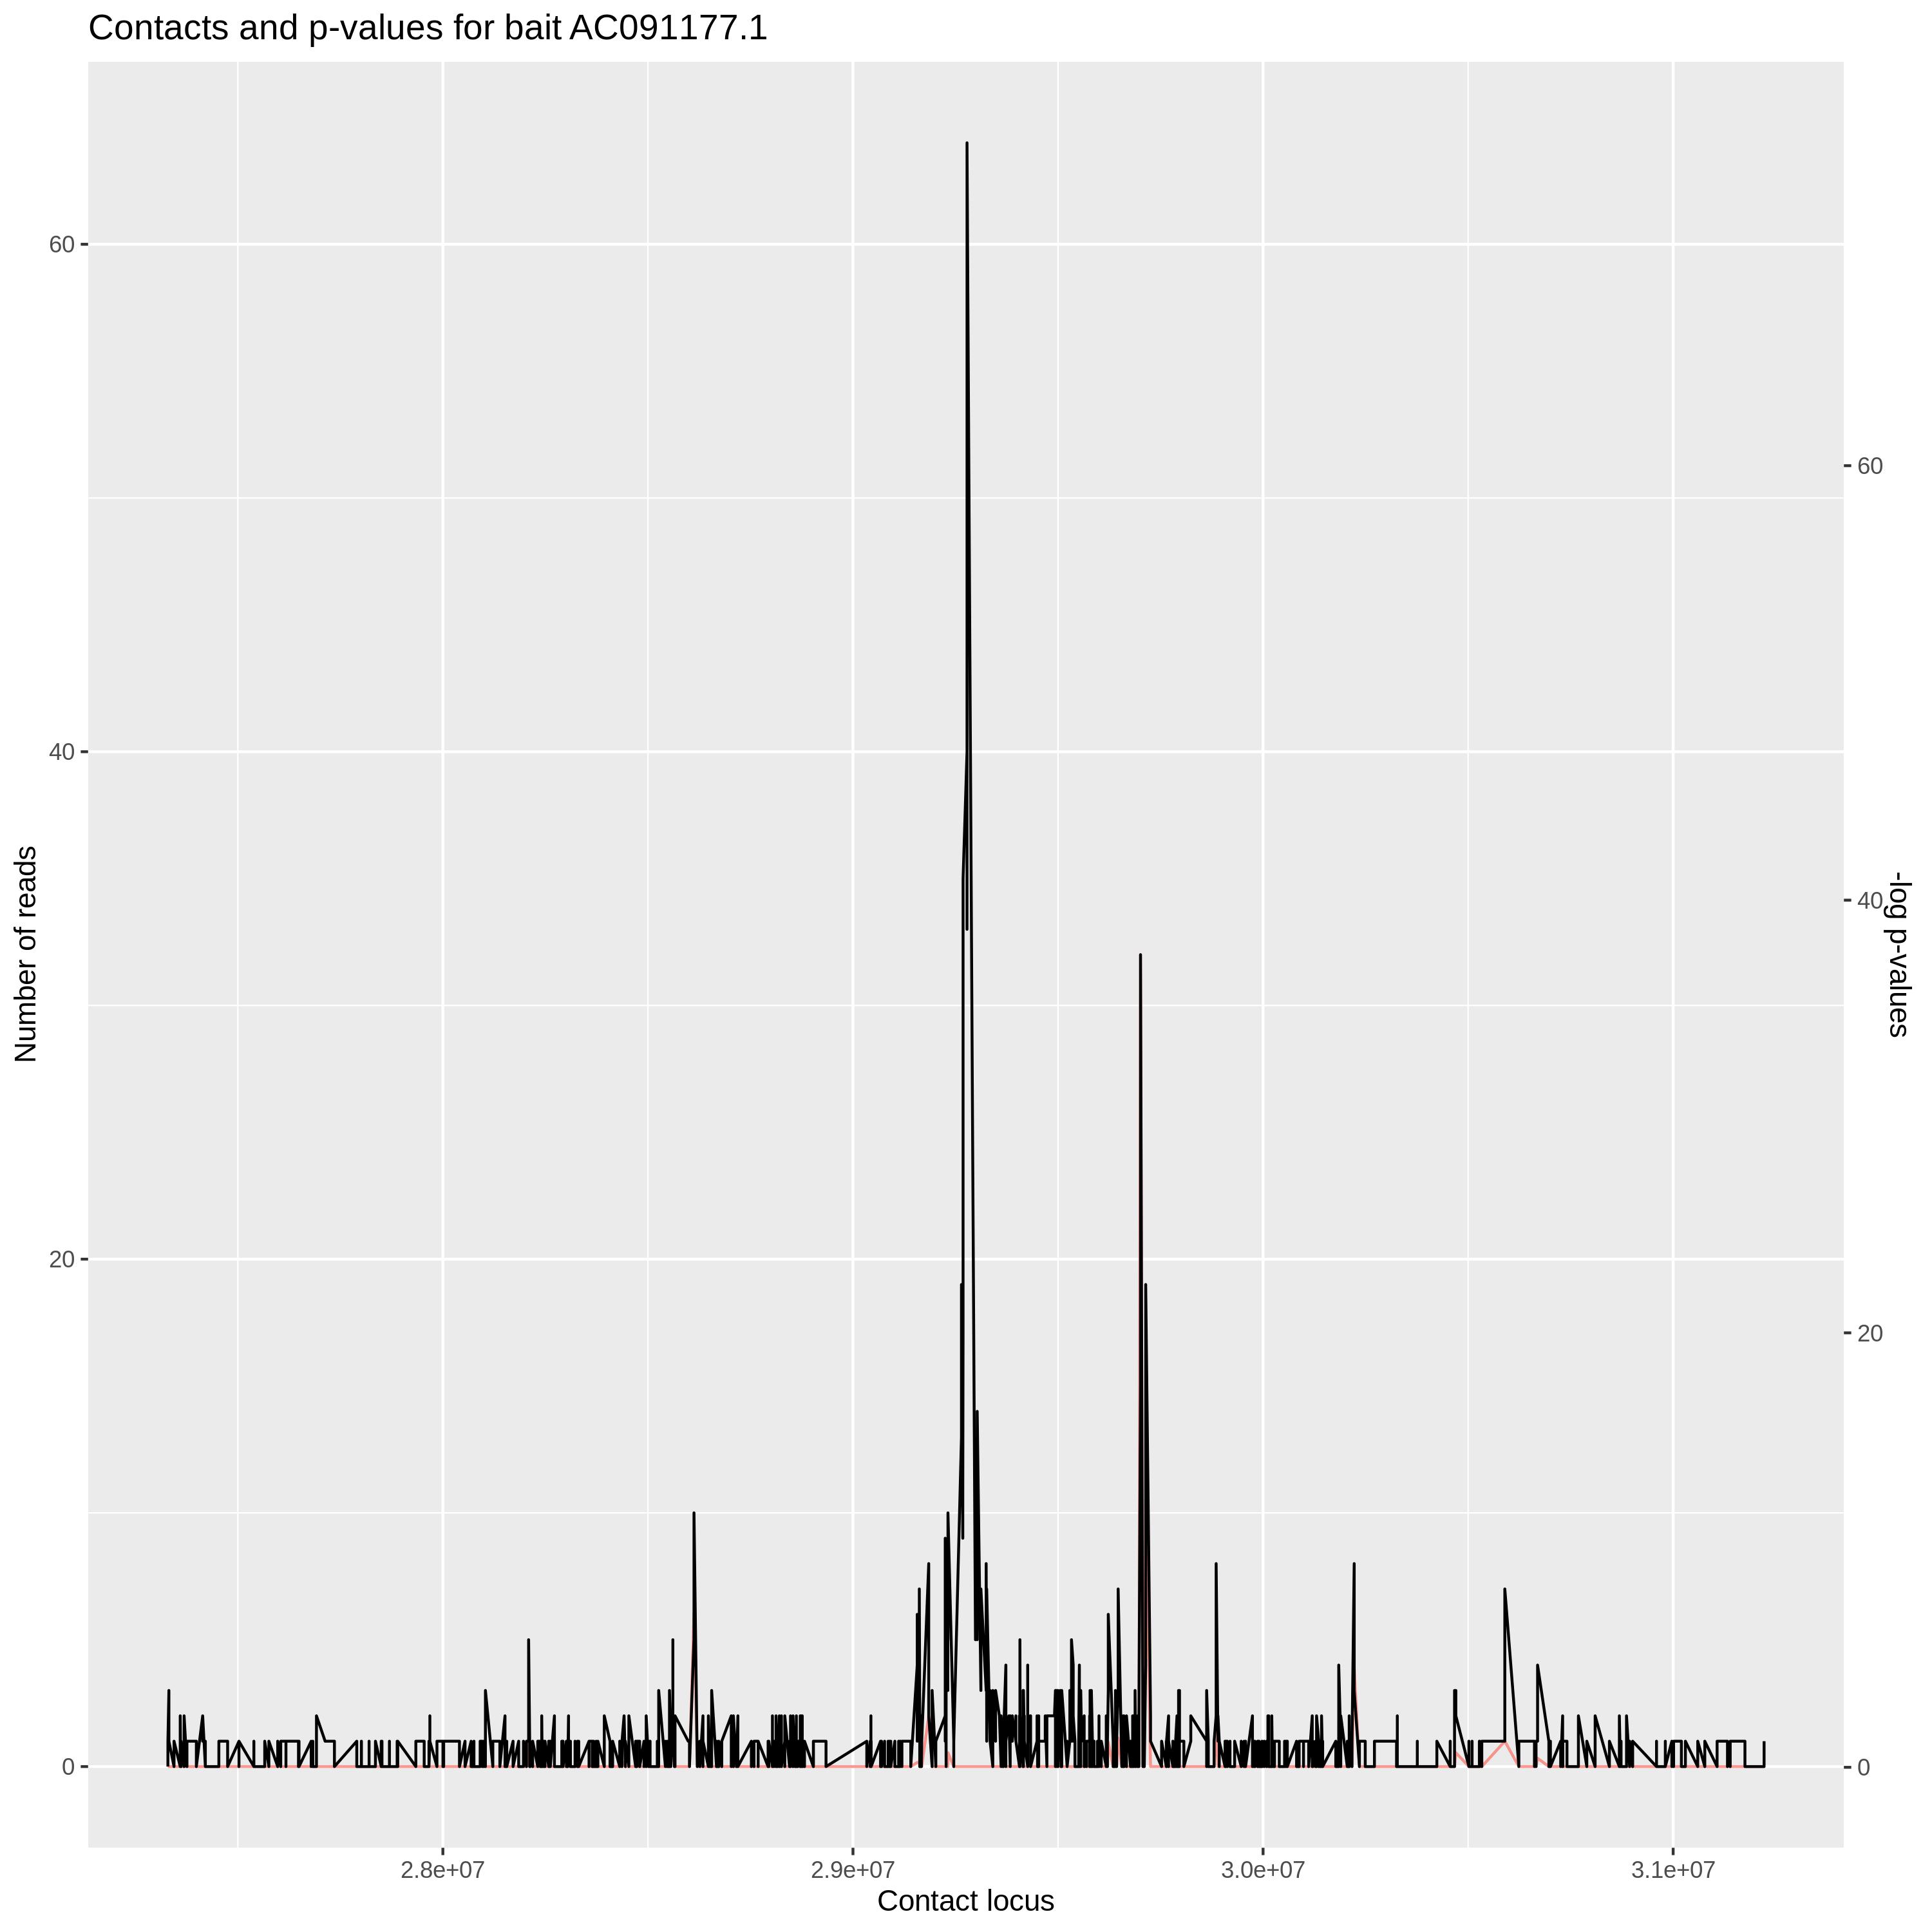 Contacts and p-values for bait AC091177.1
60
40
20
0
Number of reads
60
40
20
0
-log p-values
2.8e+07
2.9e+07
3.0e+07
3.1e+07
Contact locus